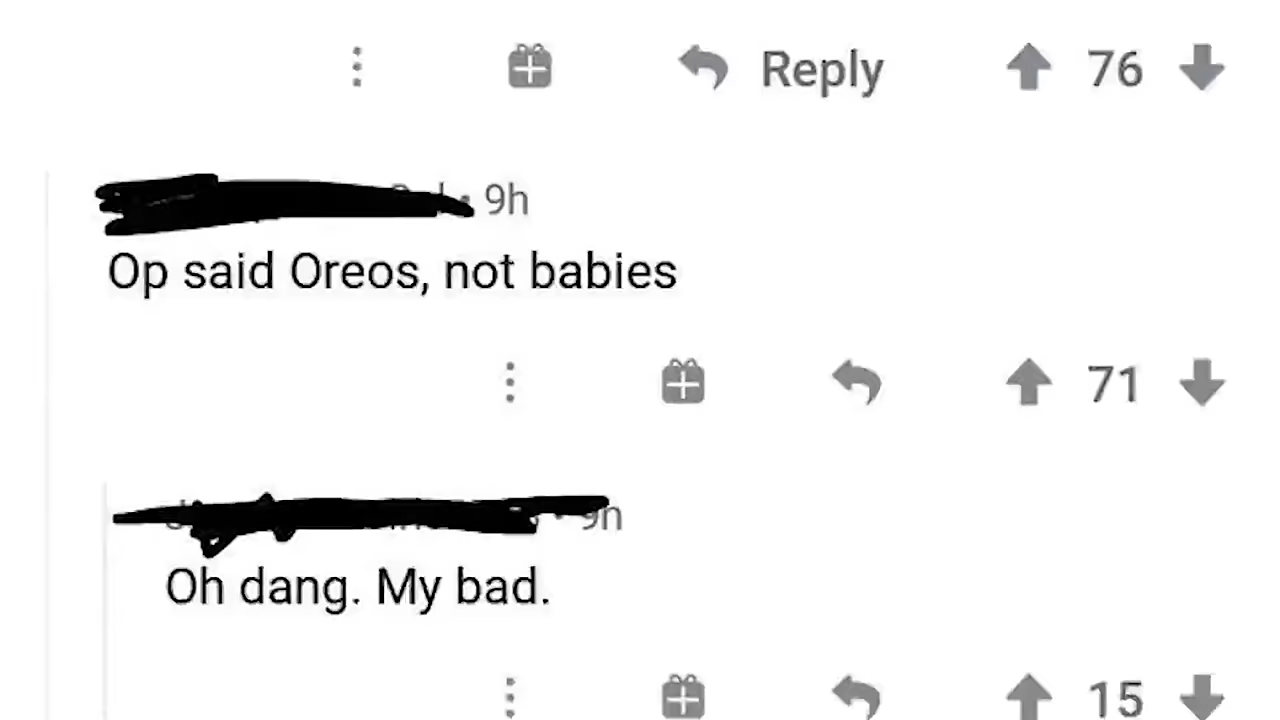 Reply 76
9h
Op said Oreos, not babies
71
9h
Oh dang. My bad.
15